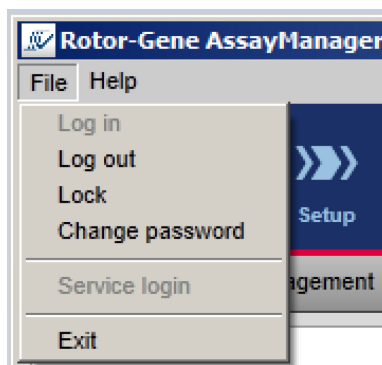 Rotor-Gene AssayManager
File Help
Log in
Log out
Lock
Change password
Setup
Service login
agement
Exit